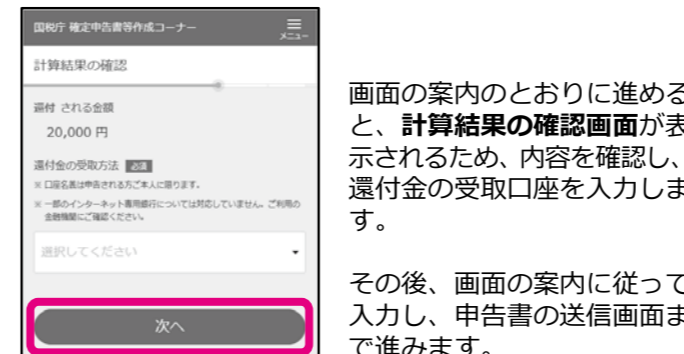 国税庁 確定申告書等作成コーナー
メニュー
計算結果の確認
還付 される金額
20,000 円
還付金の受取方法 必須
※ 口座名義は申告される方ご本人に限ります。
※ 一部のインターネット専用銀行については対応していません。ご利用の
金融機関にご確認ください。
選択してください
次へ
画面の案内のとおりに進める
と、計算結果の確認画面が表
示されるため、内容を確認し、
還付金の受取口座を入力しま
す。
その後、画面の案内に従って
入力し、申告書の送信画面ま
で進みます。